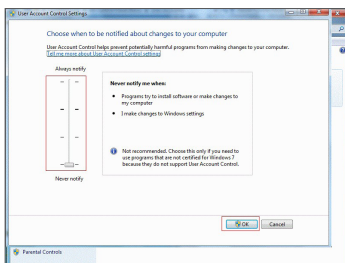 User Account Control Settings
Choose when to be notified about changes to your computer
User Account Control helps prevent potentially harmful programs from making changes to your computer.
Tell me more about User Account Control settings
Always notify
Never notify me when:
Programs try to install software or make changes to
my computer
I make changes to Windows settings
Not recommended. Choose this only if you need to
use programs that are not certified for Windows 7
because they do not support User Account Control.
Never notify
OK
Cancel
Parental Controls